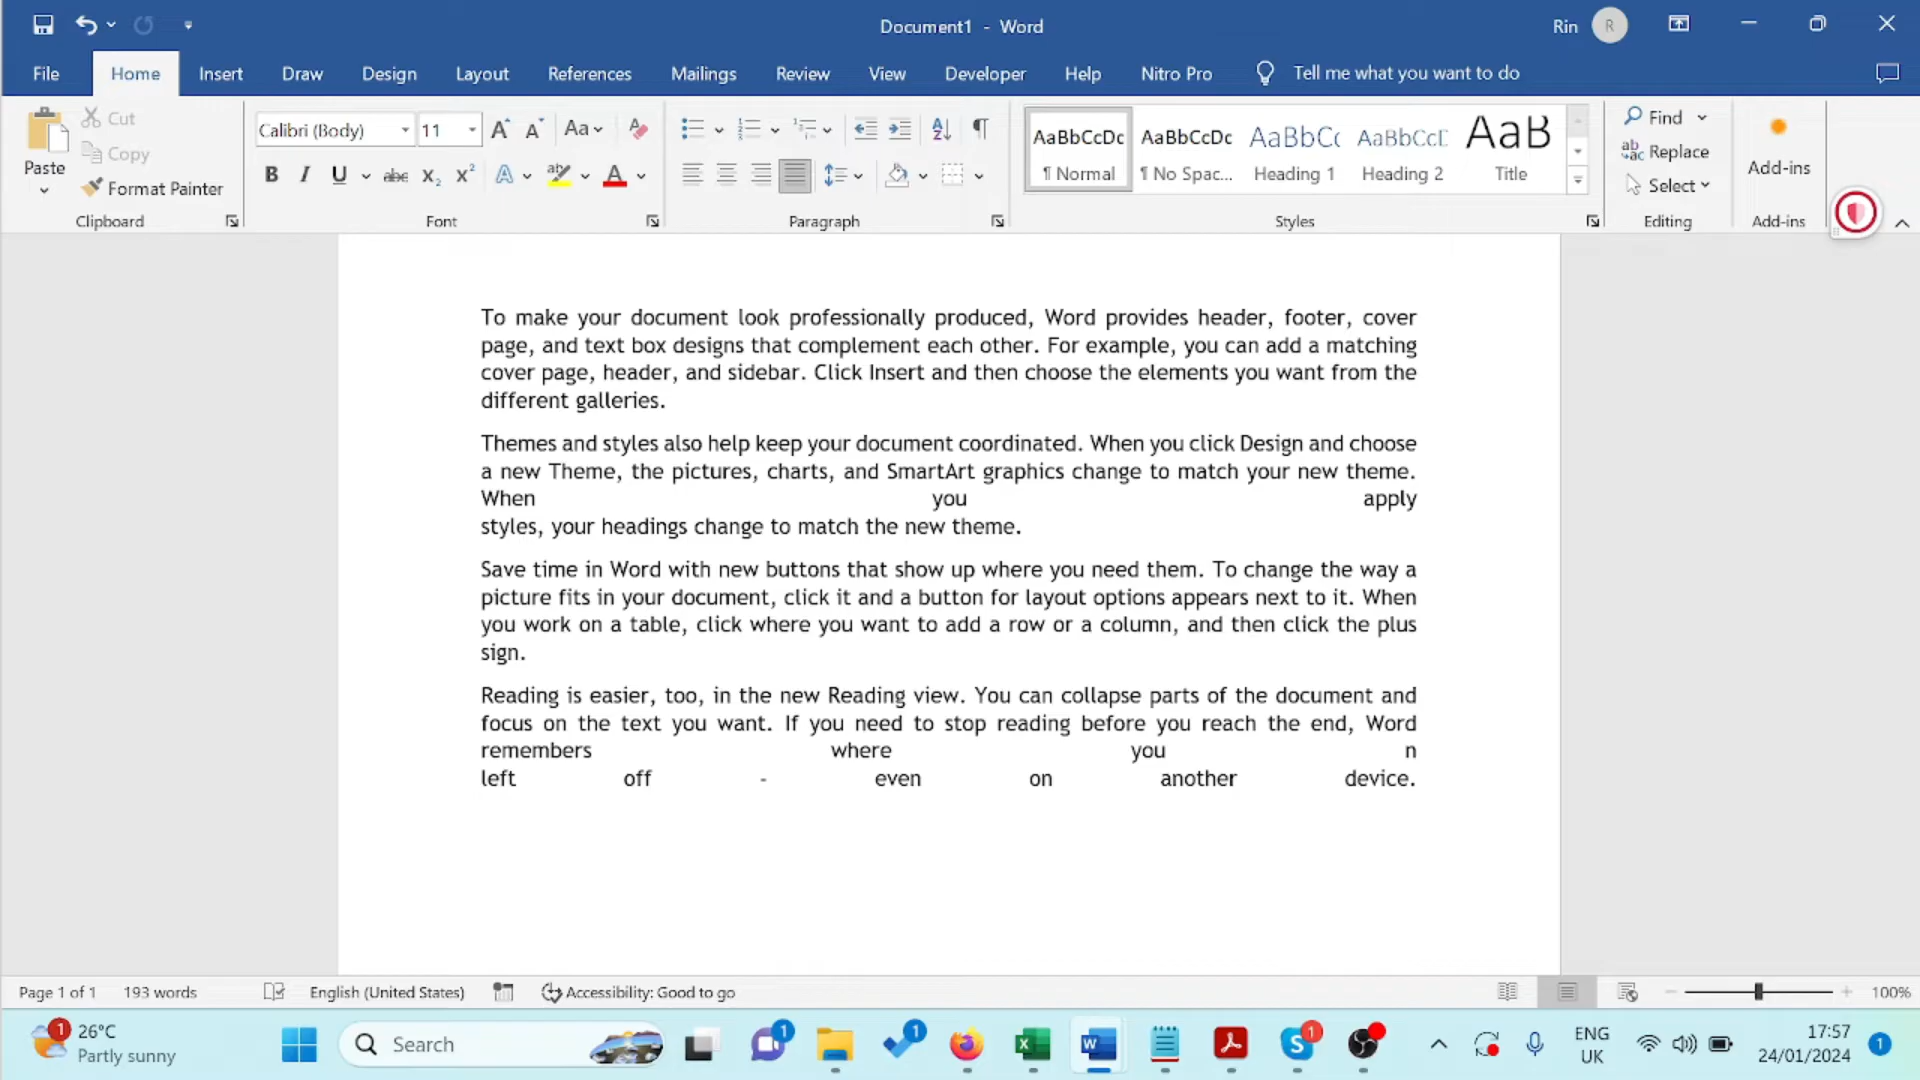 Document1 - Word
Rin R
File Home Insert Draw Design Layout References Mailings Review View Developer Help Nitro Pro Tell me what you want to do
Paste
Cut
Copy
Format Painter
Clipboard
Calibri (Body) 11
Font
Paragraph
AaBbCcDc AaBbCcDc AaBbC AaBbCcD AaB
¶ Normal ¶ No Spac... Heading 1 Heading 2 Title
Styles
Find
Replace
Select
Editing
Add-ins
Add-ins
To make your document look professionally produced, Word provides header, footer, cover
page, and text box designs that complement each other. For example, you can add a matching
cover page, header, and sidebar. Click Insert and then choose the elements you want from the
different galleries.
Themes and styles also help keep your document coordinated. When you click Design and choose
a new Theme, the pictures, charts, and SmartArt graphics change to match your new theme.
When you apply
styles, your headings change to match the new theme.
Save time in Word with new buttons that show up where you need them. To change the way a
picture fits in your document, click it and a button for layout options appears next to it. When
you work on a table, click where you want to add a row or a column, and then click the plus
sign.
Reading is easier, too, in the new Reading view. You can collapse parts of the document and
focus on the text you want. If you need to stop reading before you reach the end, Word
remembers where you n
left off - even on another device.
Page 1 of 1 193 words English (United States) Accessibility: Good to go 100%
1 26°C
Partly sunny
Search
1
1
1
ENG
UK
17:57
24/01/2024
1